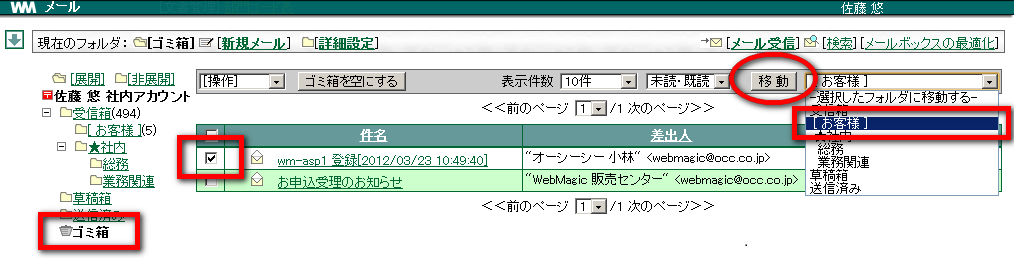 WM メール 佐藤 悠
現在のフォルダ: [ゴミ箱] [新規メール] [詳細設定] [メール受信] [検索] [メールボックスの最適化]
[展開] [非展開]
佐藤 悠 社内アカウント
受信箱(494)
[お客様](5)
★社内
総務
業務関連
草稿箱
送信済み
ゴミ箱
[操作] ゴミ箱を空にする 表示件数 10件 未読・既読 移動 [お客様]
<<前のページ 1 /1 次のページ>>
件名 差出人
wm-asp1 登録[2012/03/23 10:49:40] "オーシーシー 小林" <webmagic@occ.co.jp>
お申込受理のお知らせ "WebMagic 販売センター" <webmagic@occ.co.jp>
<<前のページ 1 /1 次のページ>>
-選択したフォルダに移動する-
受信箱
[お客様]
★社内
総務
業務関連
草稿箱
送信済み